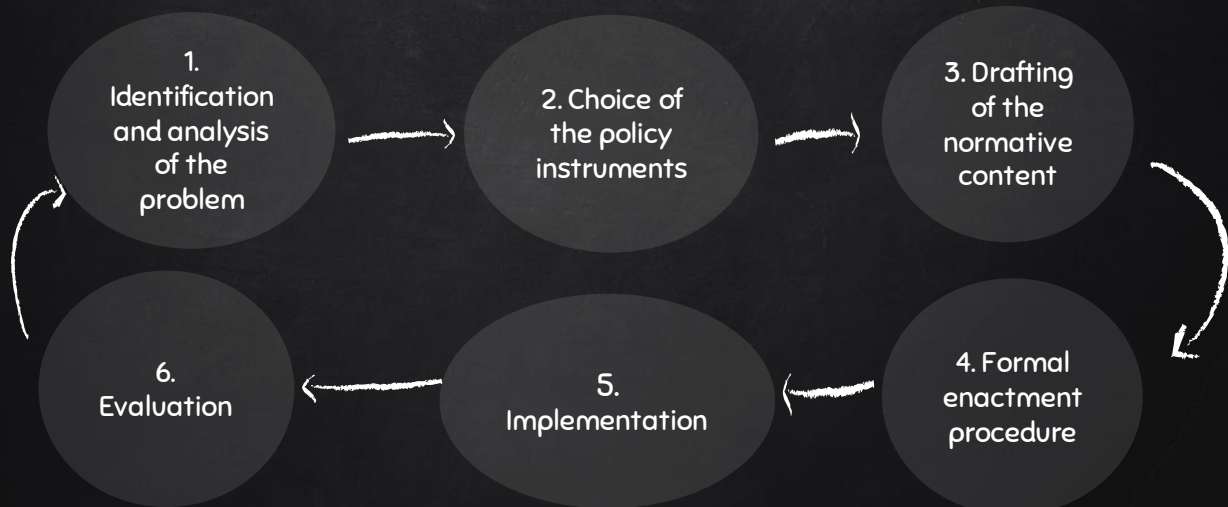 1.
Identification
and analysis
of the
problem
2. Choice of
the policy
instruments
3. Drafting
of the
normative
content
4. Formal
enactment
procedure
5.
Implementation
6.
Evaluation